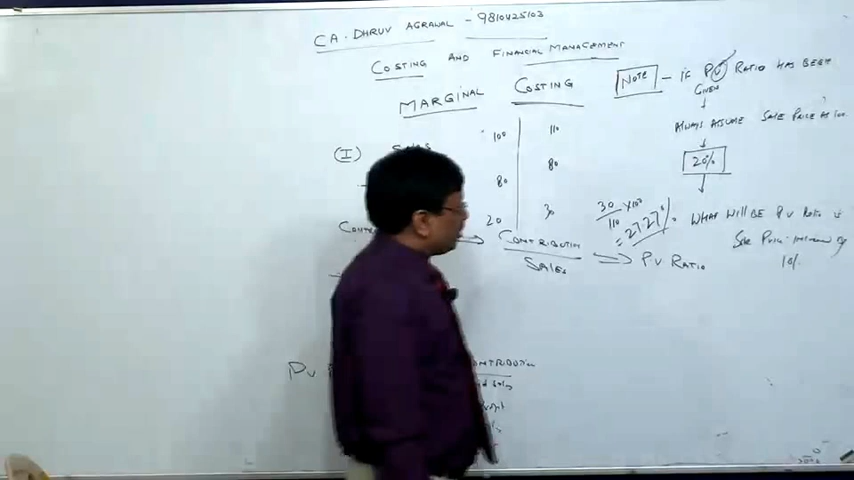 CA. DHRUV AGRAWAL - 9810425103
COSTING AND FINANCIAL MANAGEMENT
MARGINAL COSTING
NOTE - IF PV RATIO HAS BEEN
GIVEN
ALWAYS ASSUME SALE PRICE AS 100
20%
WHAT WILL BE PV Ratio if
Sale Price increased by
10%
(I)
100 110
80 80
20 30
30 × 100
110
= 27.27%
CONTRIBUTION
SALES
PV RATIO
PV
CONTRIBUTION